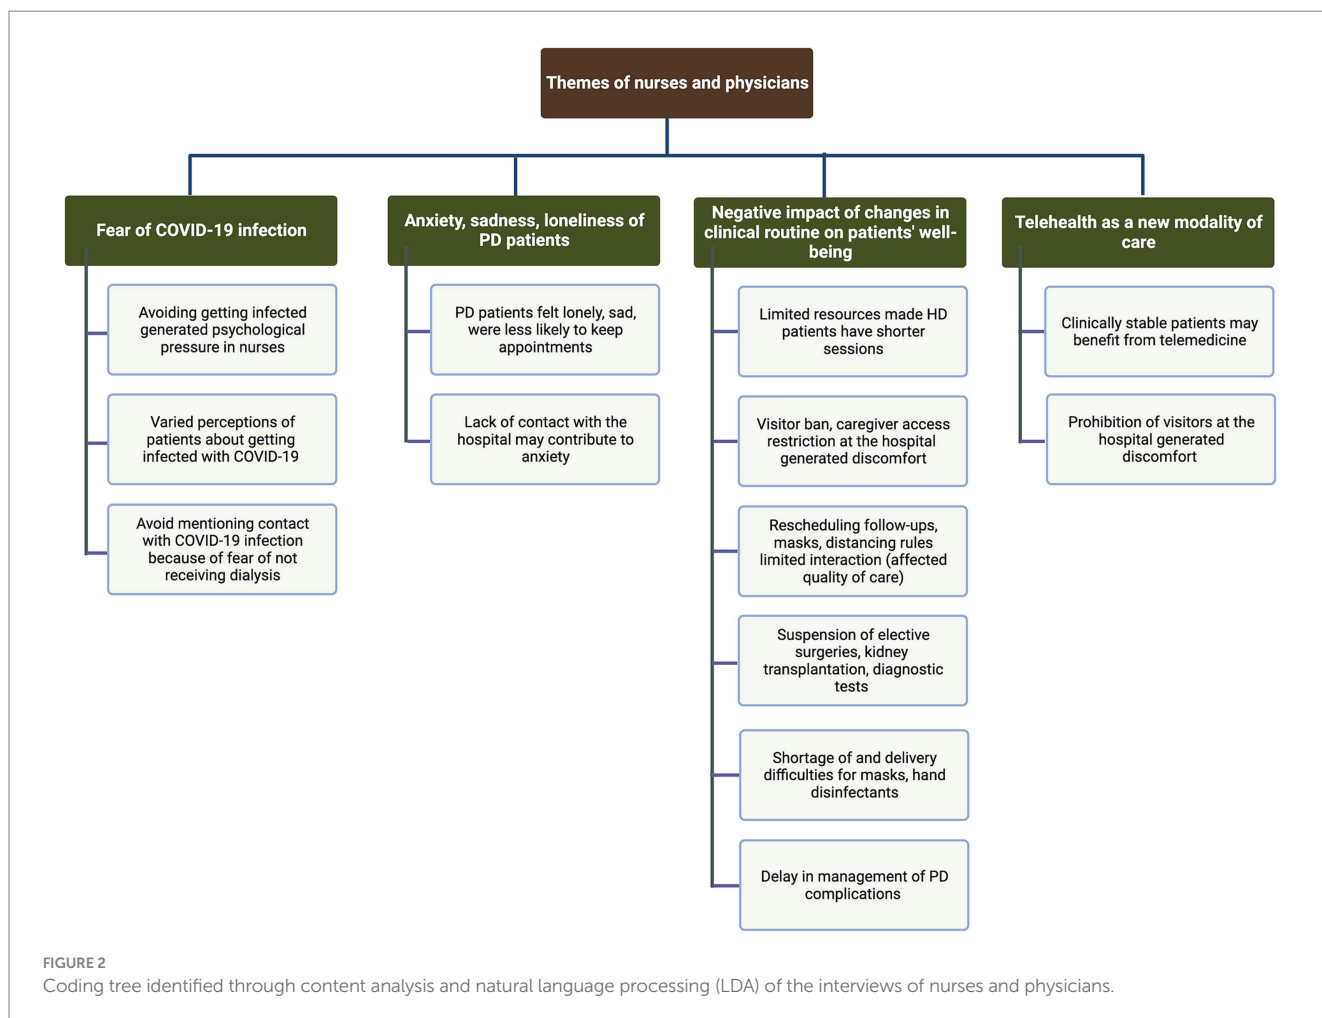 Themes of nurses and physicians
Fear of COVID-19 infection
Avoiding getting infected
generated psychological
pressure in nurses
Varied perceptions of
patients about getting
infected with COVID-19
Avoid mentioning contact
with COVID-19 infection
because of fear of not
receiving dialysis
Anxiety, sadness, loneliness of
PD patients
PD patients felt lonely, sad,
were less likely to keep
appointments
Lack of contact with the
hospital may contribute to
anxiety
Negative impact of changes in
clinical routine on patients' well-
being
Limited resources made HD
patients have shorter
sessions
Visitor ban, caregiver access
restriction at the hospital
generated discomfort
Rescheduling follow-ups,
masks, distancing rules
limited interaction (affected
quality of care)
Suspension of elective
surgeries, kidney
transplantation, diagnostic
tests
Shortage of and delivery
difficulties for masks, hand
disinfectants
Delay in management of PD
complications
Telehealth as a new modality of
care
Clinically stable patients may
benefit from telemedicine
Prohibition of visitors at the
hospital generated
discomfort
FIGURE 2
Coding tree identified through content analysis and natural language processing (LDA) of the interviews of nurses and physicians.